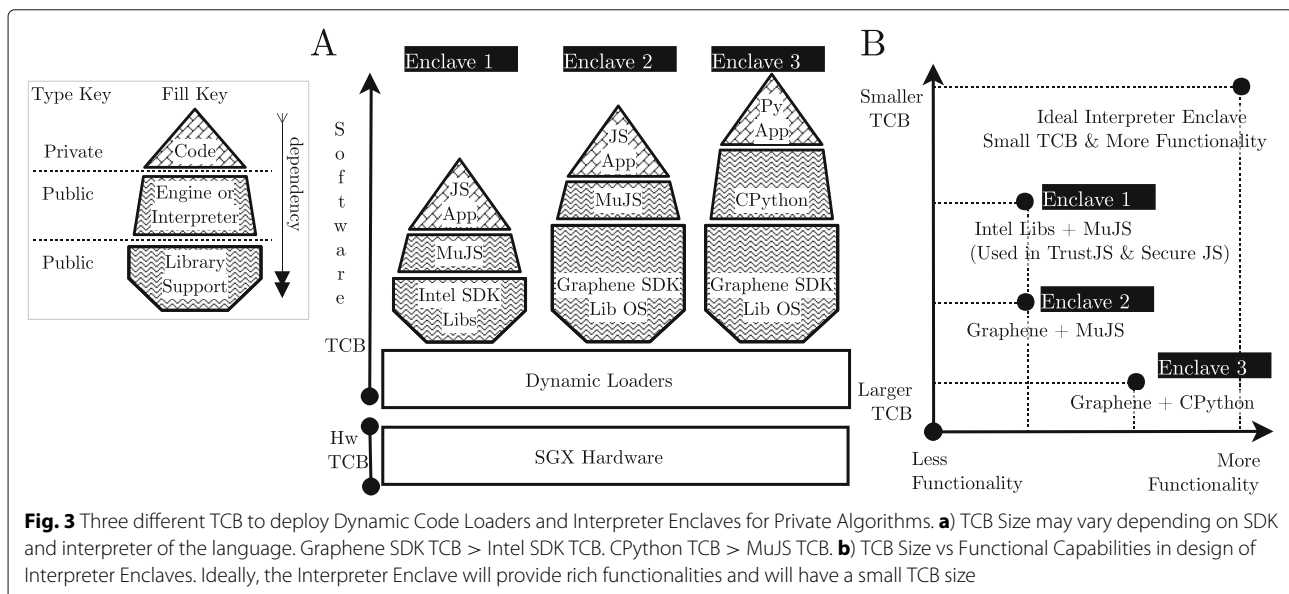 Type Key
Fill Key
Private
Code
Public
Engine or
Interpreter
Public
Library
Support
dependency
A
Software
TCB
Hw
TCB
Enclave 1
JS
App
MuJS
Intel SDK
Libs
Enclave 2
JS
App
MuJS
Graphene SDK
Lib OS
Enclave 3
Py
App
CPython
Graphene SDK
Lib OS
Dynamic Loaders
SGX Hardware
B
Smaller
TCB
Ideal Interpreter Enclave
Small TCB & More Functionality
Enclave 1
Intel Libs + MuJS
(Used in TrustJS & Secure JS)
Enclave 2
Graphene + MuJS
Enclave 3
Graphene + CPython
Larger
TCB
Less
Functionality
More
Functionality
Fig. 3 Three different TCB to deploy Dynamic Code Loaders and Interpreter Enclaves for Private Algorithms. a) TCB Size may vary depending on SDK
and interpreter of the language. Graphene SDK TCB > Intel SDK TCB. CPython TCB > MuJS TCB. b) TCB Size vs Functional Capabilities in design of
Interpreter Enclaves. Ideally, the Interpreter Enclave will provide rich functionalities and will have a small TCB size